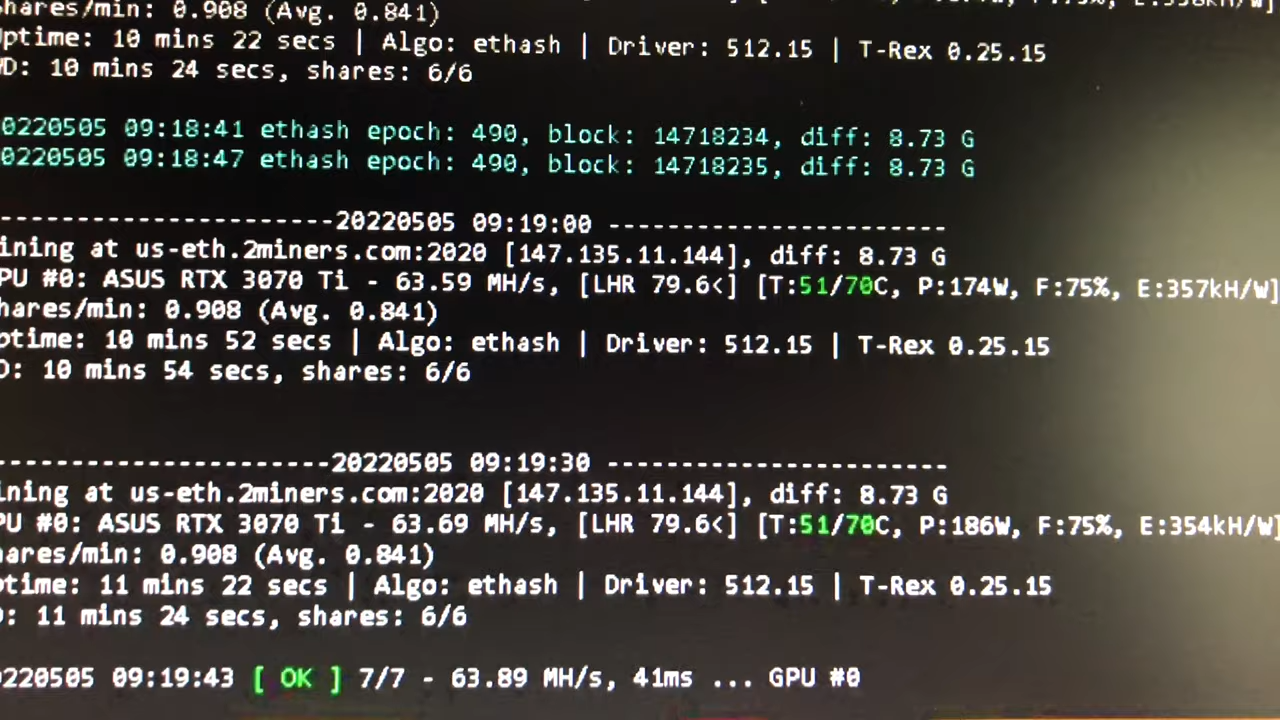 hares/min: 0.908 (Avg. 0.841)
ptime: 10 mins 22 secs | Algo: ethash | Driver: 512.15 | T-Rex 0.25.15
D: 10 mins 24 secs, shares: 6/6
0220505 09:18:41 ethash epoch: 490, block: 14718234, diff: 8.73 G
0220505 09:18:47 ethash epoch: 490, block: 14718235, diff: 8.73 G
----------------------20220505 09:19:00 ----------------------
ining at us-eth.2miners.com:2020 [147.135.11.144], diff: 8.73 G
PU #0: ASUS RTX 3070 Ti - 63.59 MH/s, [LHR 79.6<] [T:51/70C, P:174W, F:75%, E:357kH/W]
hares/min: 0.908 (Avg. 0.841)
ptime: 10 mins 52 secs | Algo: ethash | Driver: 512.15 | T-Rex 0.25.15
D: 10 mins 54 secs, shares: 6/6
----------------------20220505 09:19:30 ----------------------
ining at us-eth.2miners.com:2020 [147.135.11.144], diff: 8.73 G
PU #0: ASUS RTX 3070 Ti - 63.69 MH/s, [LHR 79.6<] [T:51/70C, P:186W, F:75%, E:354kH/W]
ares/min: 0.908 (Avg. 0.841)
ptime: 11 mins 22 secs | Algo: ethash | Driver: 512.15 | T-Rex 0.25.15
: 11 mins 24 secs, shares: 6/6
220505 09:19:43 [ OK ] 7/7 - 63.89 MH/s, 41ms ... GPU #0